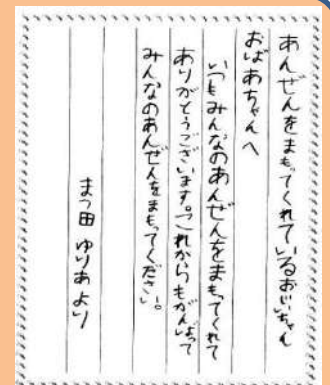 あんぜんをまもってくれているおじいちゃん
おばあちゃんへ
いつもみんなのあんぜんをまもってくれて
ありがとうございます。これからもがんばって
みんなのあんぜんをまもってください。
まつ田 ゆりあより